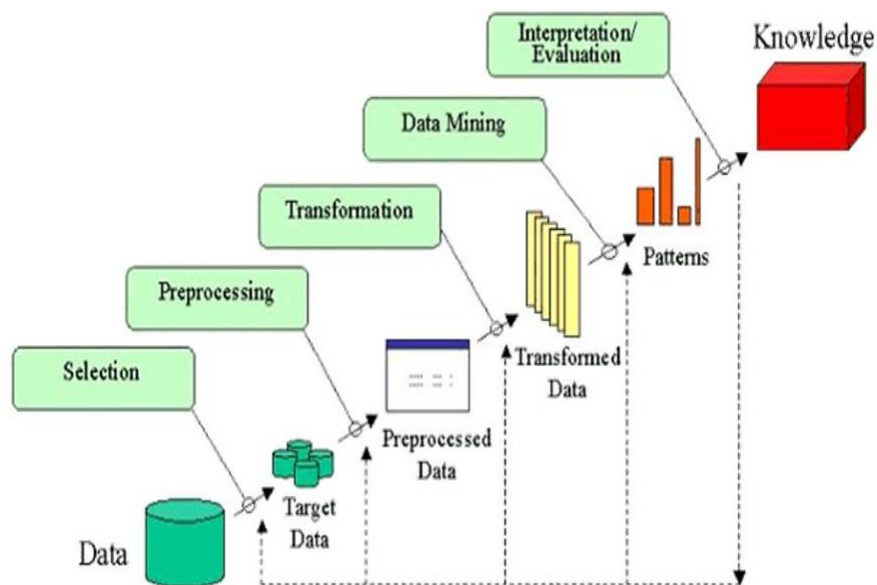 Interpretation/
Evaluation
Knowledge
Data Mining
Transformation
Patterns
Preprocessing
Transformed
Data
Selection
Preprocessed
Data
Target
Data
Data